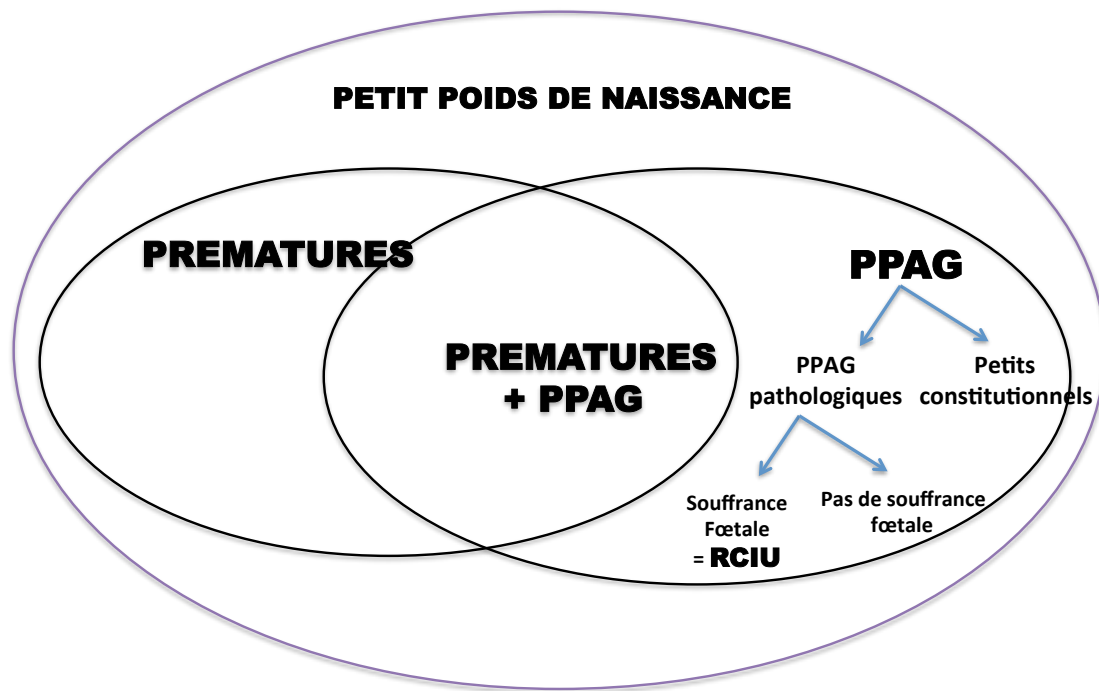 PETIT POIDS DE NAISSANCE
PREMATURES
PPAG
PREMATURES
+ PPAG
PPAG
pathologiques
Petits
constitutionnels
Souffrance
Fœtale
= RCIU
Pas de souffrance
fœtale